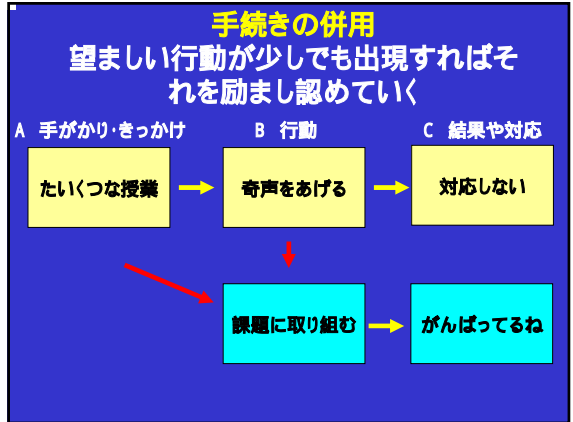 手続きの併用
望ましい行動が少しでも出現すればそ
れを励まし認めていく
A 手がかり・きっかけ
B 行動
C 結果や対応
たいくつな授業
奇声をあげる
対応しない
課題に取り組む
がんばってるね